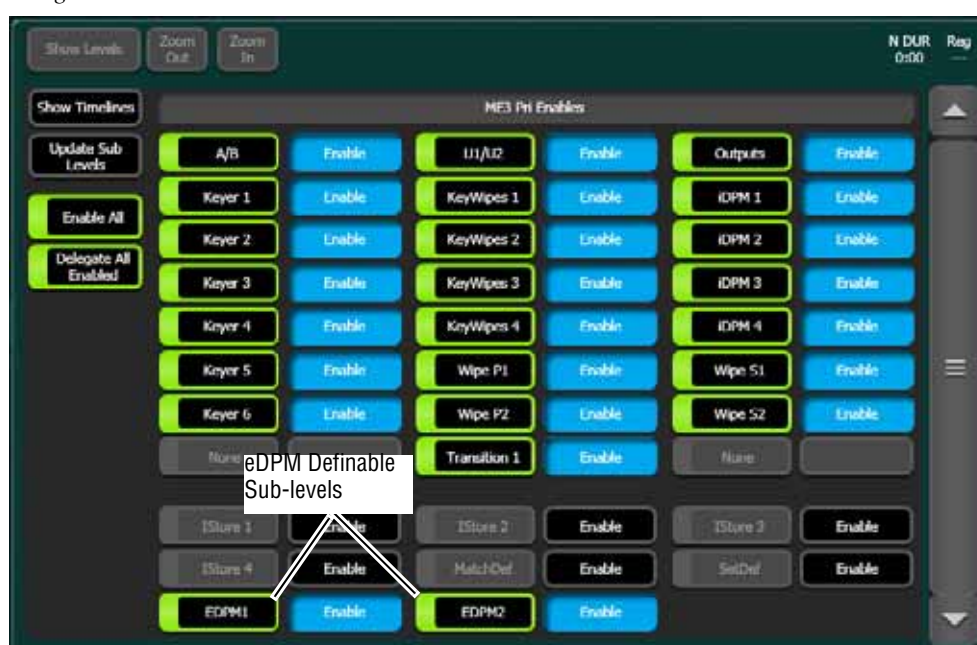 Show Levels
Zoom Out
Zoom In
N DUR
0:00
Reg
---
Show Timelines
ME3 Pri Enables
Update Sub Levels
A/B Enable U1/U2 Enable Outputs Enable
Enable All
Keyer 1 Enable KeyWipes 1 Enable iDPM 1 Enable
Keyer 2 Enable KeyWipes 2 Enable iDPM 2 Enable
Delegate All Enabled
Keyer 3 Enable KeyWipes 3 Enable iDPM 3 Enable
Keyer 4 Enable KeyWipes 4 Enable iDPM 4 Enable
Keyer 5 Enable Wipe P1 Enable Wipe S1 Enable
Keyer 6 Enable Wipe P2 Enable Wipe S2 Enable
None Transition 1 Enable None
eDPM Definable
Sub-levels
IStore 1 Enable IStore 2 Enable IStore 3 Enable
IStore 4 Enable MatchDef Enable SetDef Enable
EDPM1 Enable EDPM2 Enable